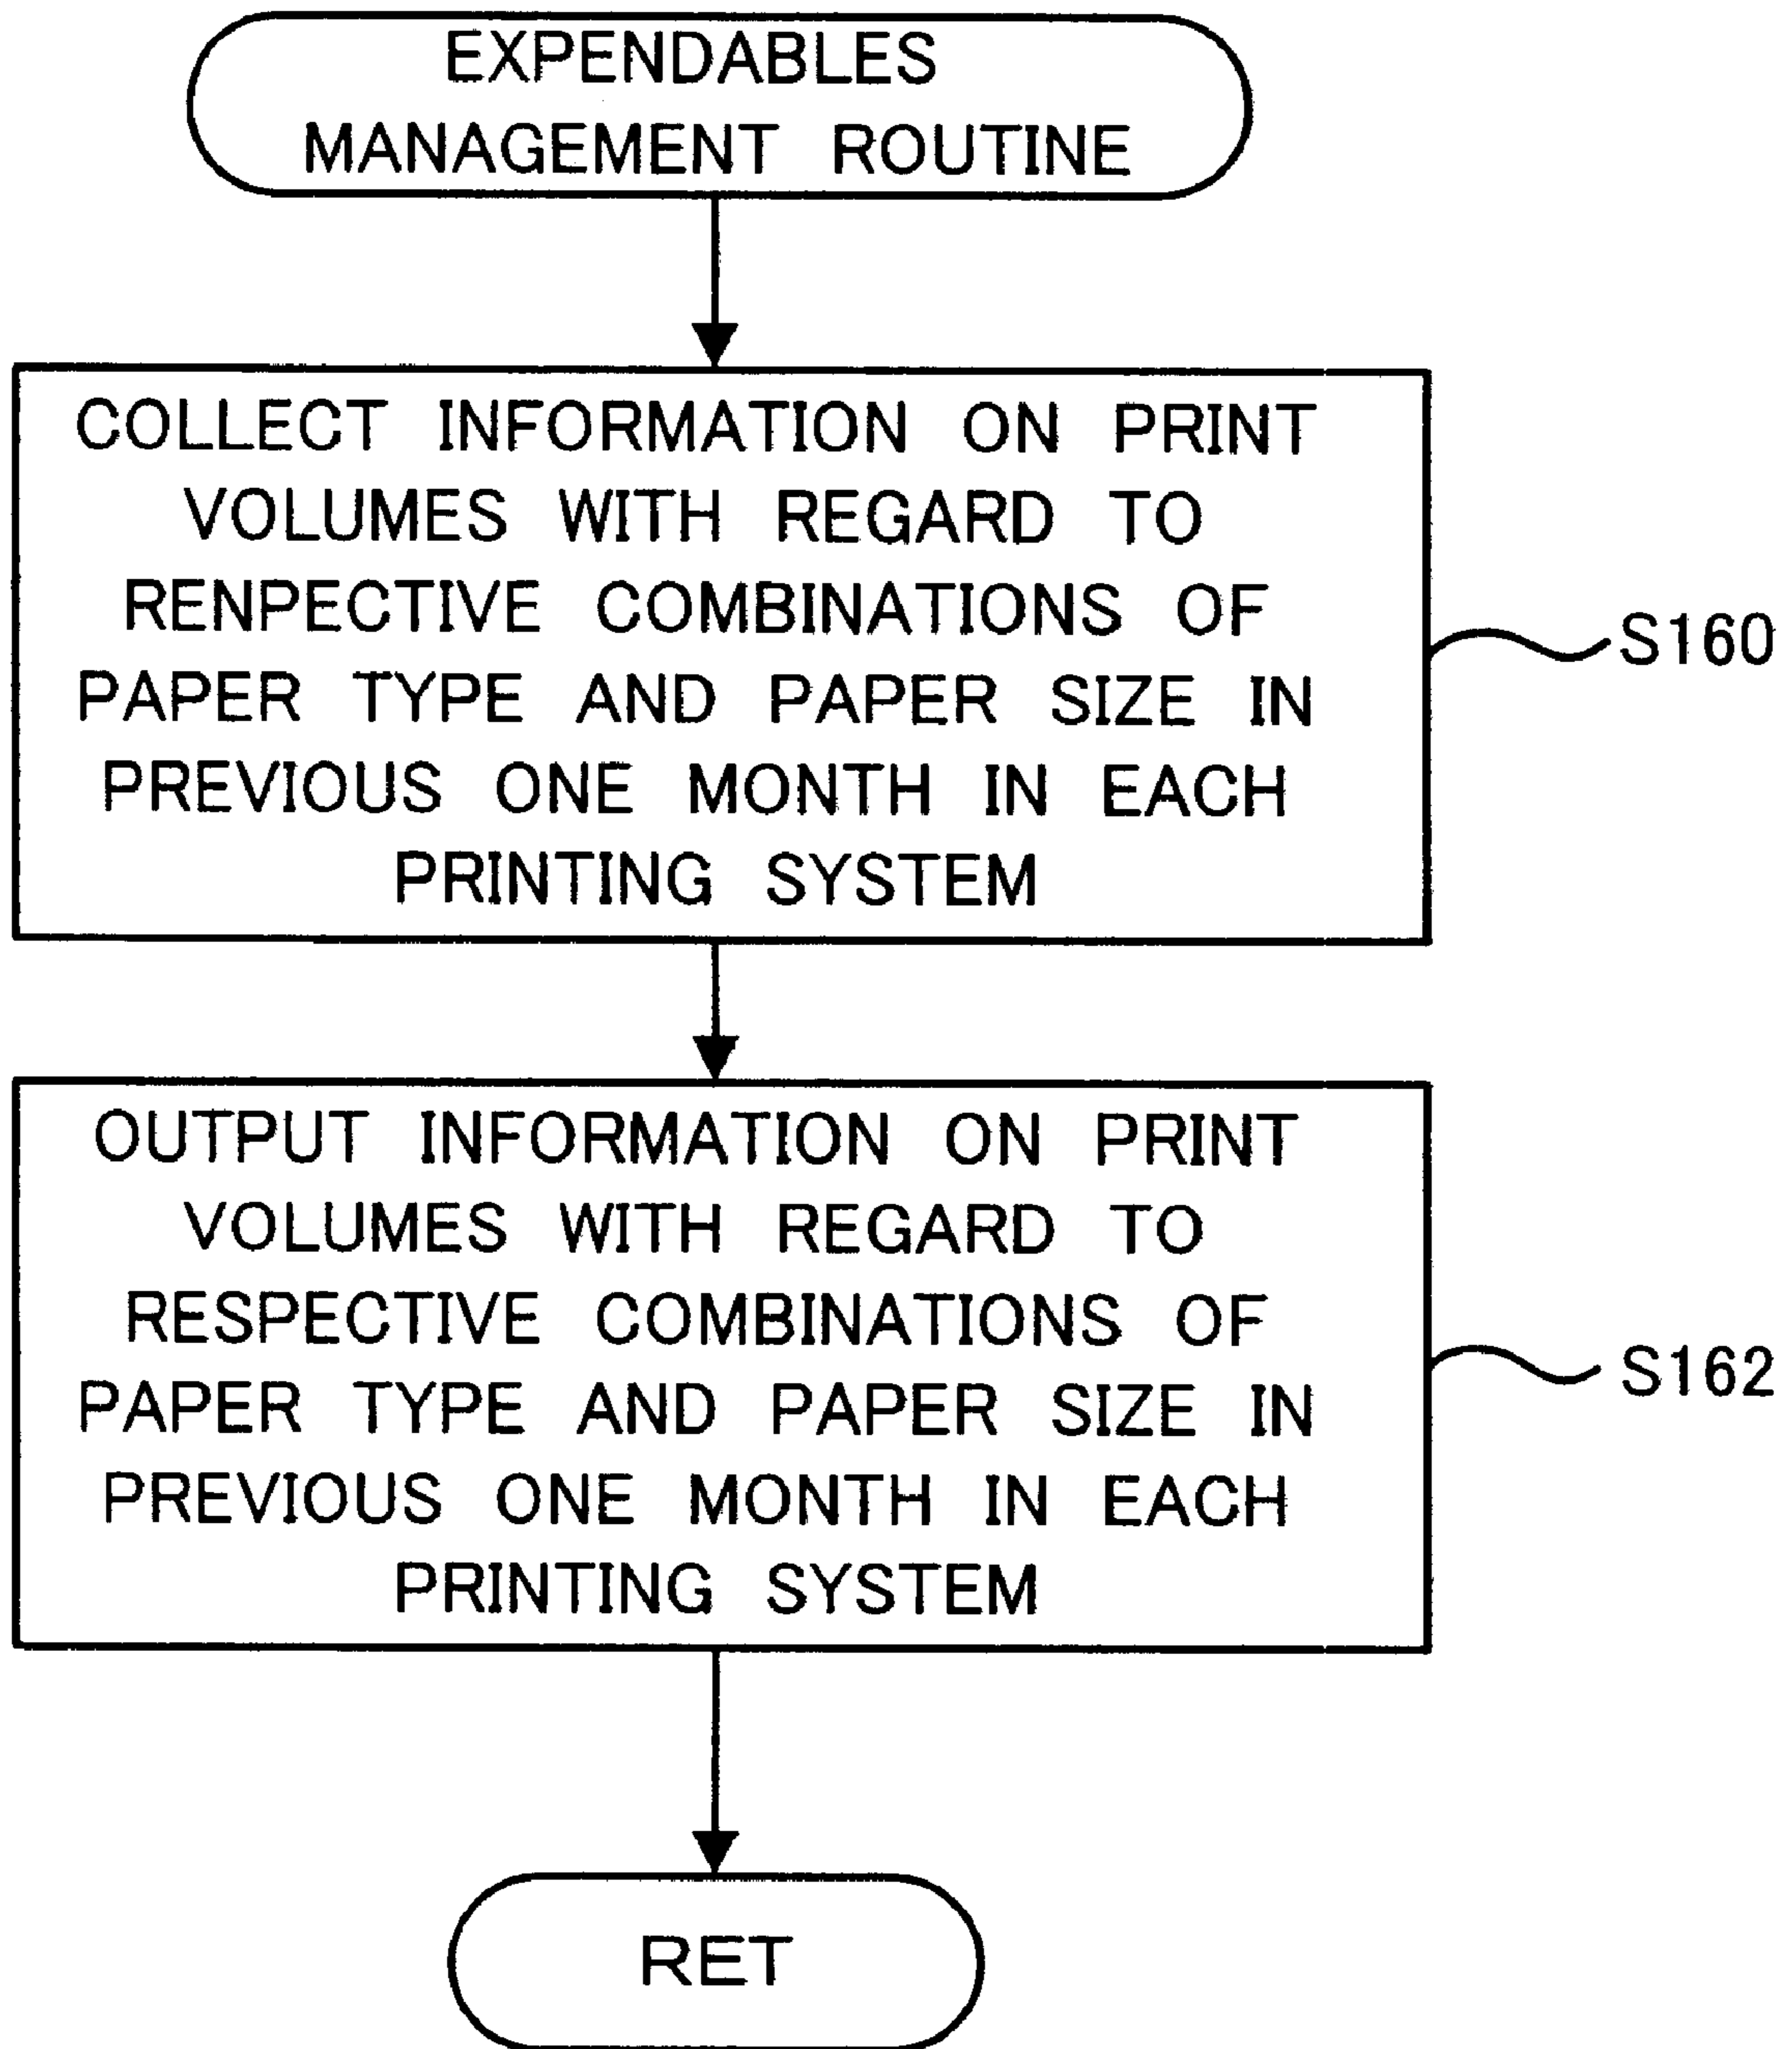 EXPENDABLES
MANAGEMENT ROUTINE
COLLECT INFORMATION ON PRINT
VOLUMES WITH REGARD TO
RENPECTIVE COMBINATIONS OF
PAPER TYPE AND PAPER SIZE IN
PREVIOUS ONE MONTH IN EACH
PRINTING SYSTEM
S160
OUTPUT INFORMATION ON PRINT
VOLUMES WITH REGARD TO
RESPECTIVE COMBINATIONS OF
PAPER TYPE AND PAPER SIZE IN
PREVIOUS ONE MONTH IN EACH
PRINTING SYSTEM
S162
RET